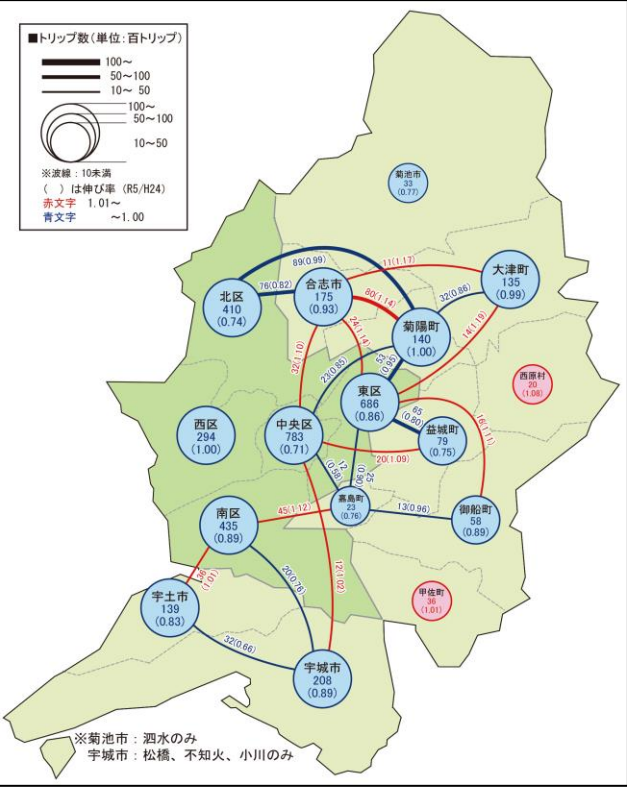 ■トリップ数(単位:百トリップ)
100～
50～100
10～ 50
100～
50～100
10～50
※波線:10未満
( )は伸び率 (R5/H24)
赤文字 1.01～
青文字 ～1.00
菊池市
33
(0.77)
89(0.99)
11(1.17)
大津町
135
(0.99)
北区
410
(0.74)
76(0.82)
合志市
175
(0.93)
80(1.14)
32(0.86)
菊陽町
140
(1.00)
24(1.14)
14(1.19)
32(1.10)
23(0.85)
53
(0.95)
西原村
20
(1.08)
東区
686
(0.86)
65
(0.80)
16(1.11)
西区
294
(1.00)
中央区
783
(0.71)
益城町
79
(0.75)
20(1.09)
12
(0.58)
25
(0.90)
嘉島町
23
(0.76)
45(1.12)
13(0.96)
御船町
58
(0.89)
南区
435
(0.89)
36
(1.01)
20(0.76)
12(1.02)
甲佐町
36
(1.01)
宇土市
139
(0.83)
32(0.66)
宇城市
208
(0.89)
※菊池市:泗水のみ
宇城市:松橋、不知火、小川のみ